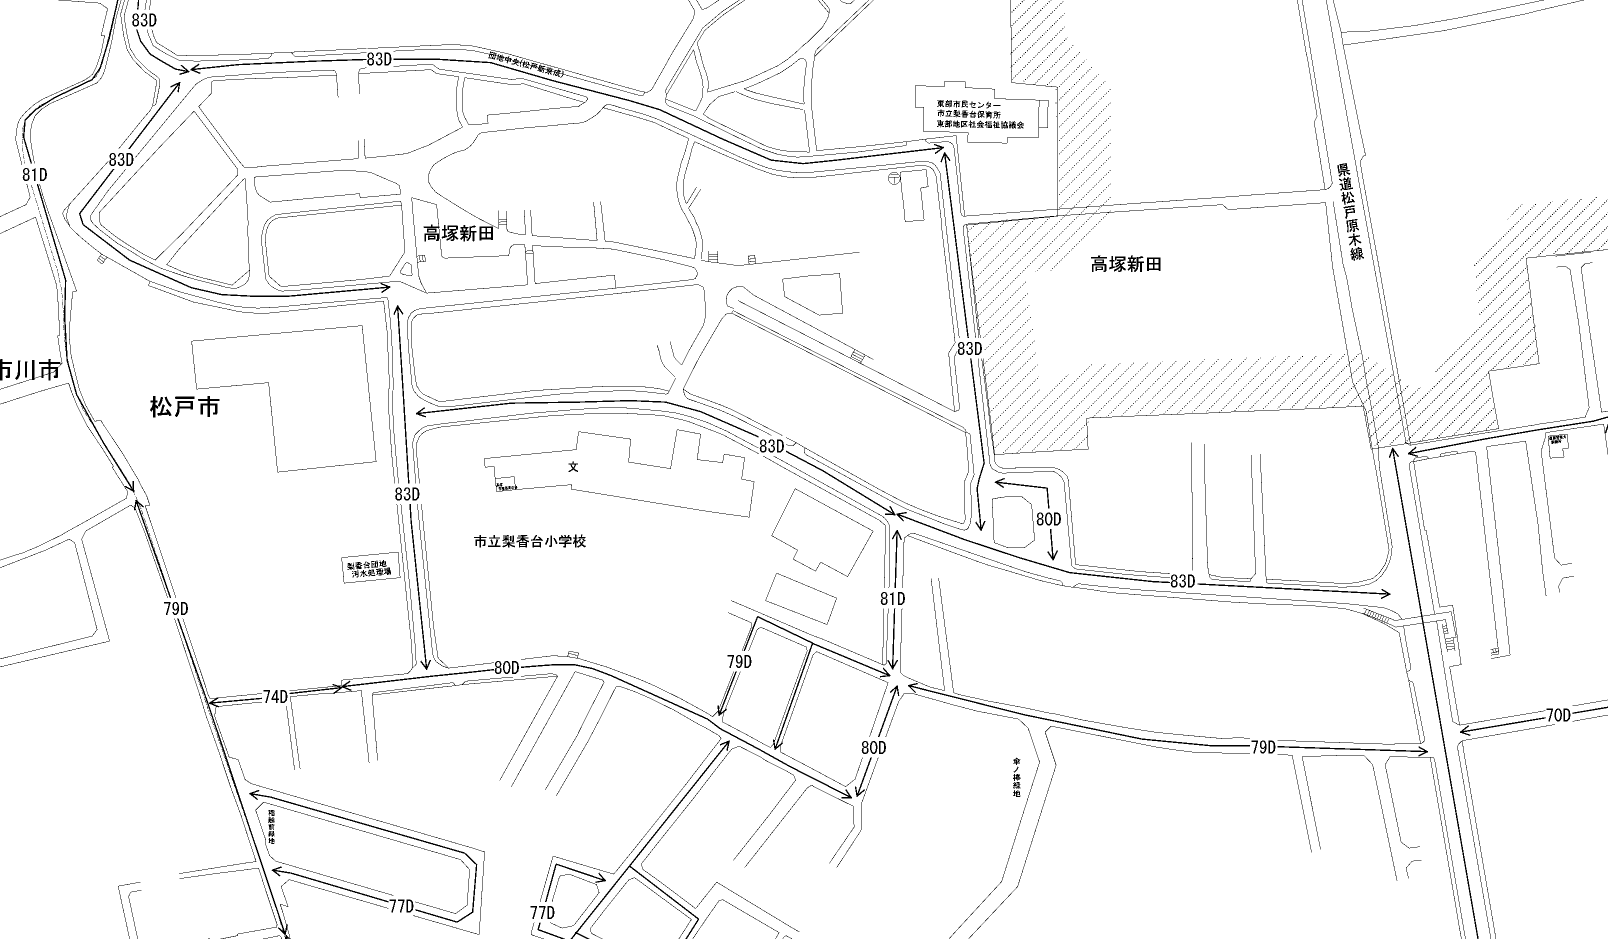 83D
83D
団地中央(松戸新京成)
東部市民センター
市立梨香台保育所
東部地区社会福祉協議会
83D
81D
〒
県道松戸原木線
高塚新田
高塚新田
83D
市川市
松戸市
83D
文
83D
80D
市立梨香台小学校
梨香台団地
汚水処理場
83D
81D
79D
79D
80D
74D
70D
80D
79D
傘ノ棒緑地
77D
77D